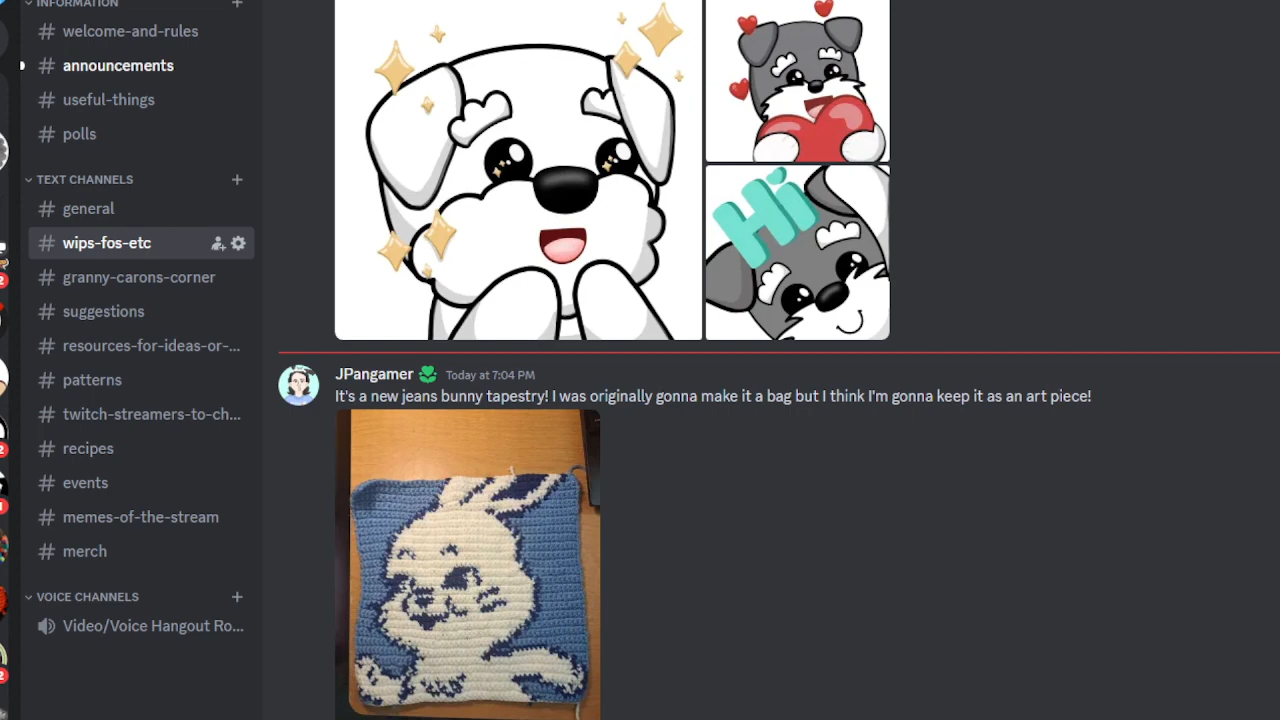 INFORMATION
welcome-and-rules
announcements
useful-things
polls
TEXT CHANNELS
general
wips-fos-etc
granny-carons-corner
suggestions
resources-for-ideas-or-...
patterns
twitch-streamers-to-ch...
recipes
events
memes-of-the-stream
merch
VOICE CHANNELS
Video/Voice Hangout Ro...
Hi
JPangamer Today at 7:04 PM
It's a new jeans bunny tapestry! I was originally gonna make it a bag but I think I'm gonna keep it as an art piece!